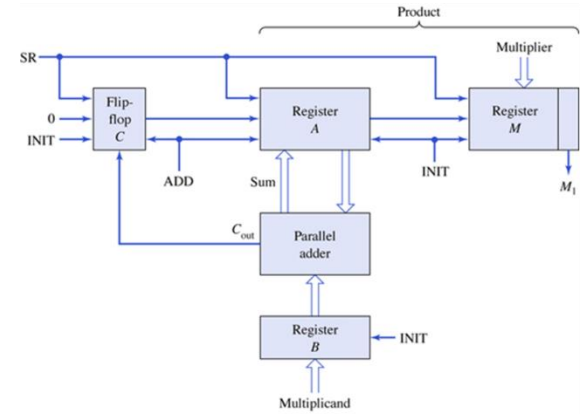 Product
Multiplier
SR
Flip-
flop
C
0
INIT
Register
A
Register
M
ADD
Sum
INIT
M1
Cout
Parallel
adder
Register
B
INIT
Multiplicand